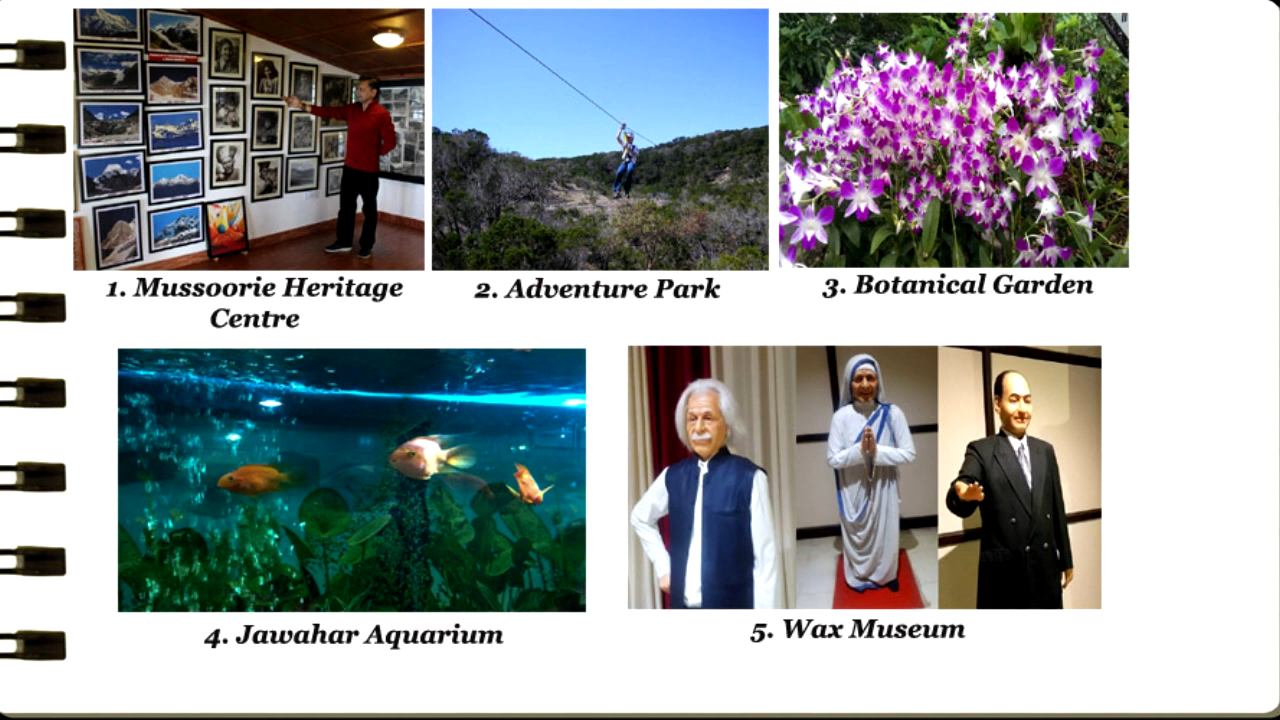 1. Mussoorie Heritage
Centre
2. Adventure Park
3. Botanical Garden
4. Jawahar Aquarium
5. Wax Museum